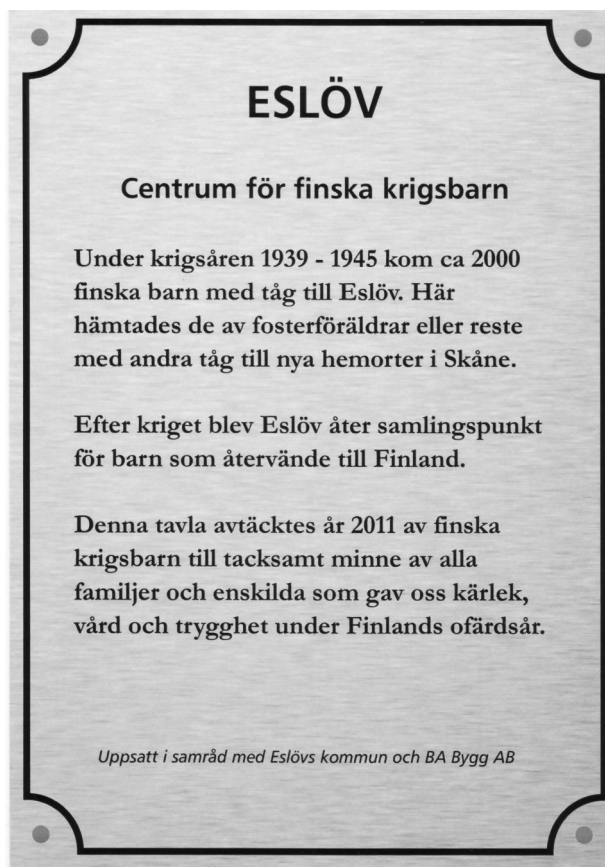 ESLÖV
Centrum för finska krigsbarn
Under krigsåren 1939 - 1945 kom ca 2000
finska barn med tåg till Eslöv. Här
hämtades de av fosterföräldrar eller reste
med andra tåg till nya hemorter i Skåne.
Efter kriget blev Eslöv åter samlingspunkt
för barn som återvände till Finland.
Denna tavla avtäcktes år 2011 av finska
krigsbarn till tacksamt minne av alla
familjer och enskilda som gav oss kärlek,
vård och trygghet under Finlands ofärdsår.
Uppsatt i samråd med Eslövs kommun och BA Bygg AB